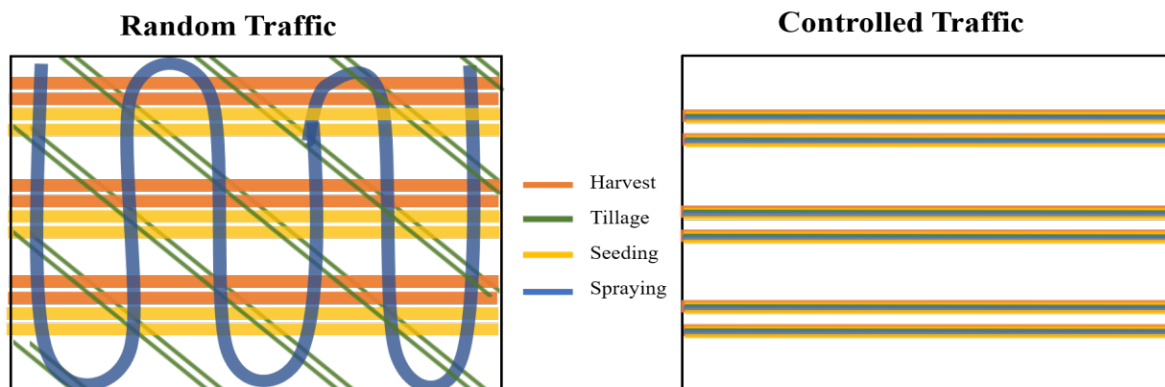 Random Traffic
Controlled Traffic
Harvest
Tillage
Seeding
Spraying